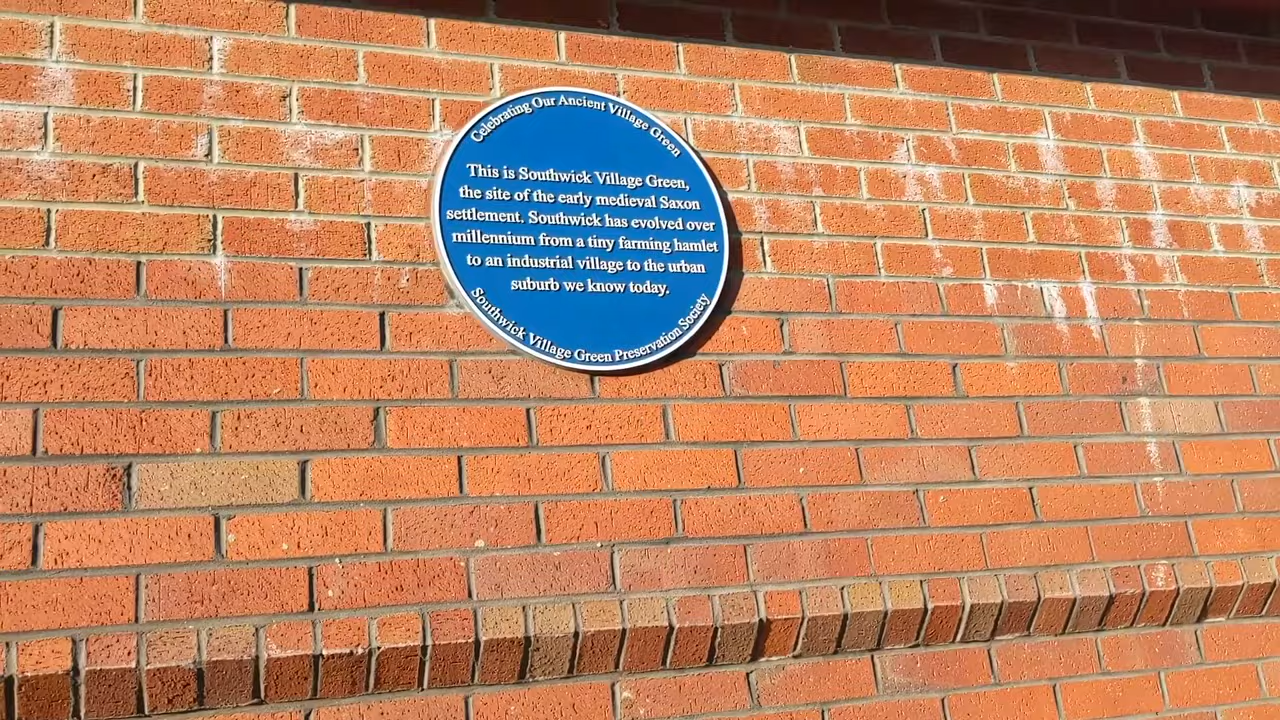 Celebrating Our Ancient Village Green
This is Southwick Village Green,
the site of the early medieval Saxon
settlement. Southwick has evolved over
millennium from a tiny farming hamlet
to an industrial village to the urban
suburb we know today.
Southwick Village Green Preservation Society